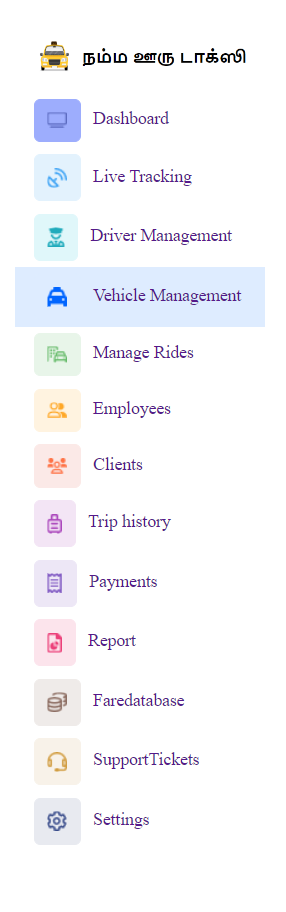 நம்ம ஊரு டாக்ஸி
Dashboard
Live Tracking
Driver Management
Vehicle Management
Manage Rides
Employees
Clients
Trip history
Payments
Report
Faredatabase
SupportTickets
Settings